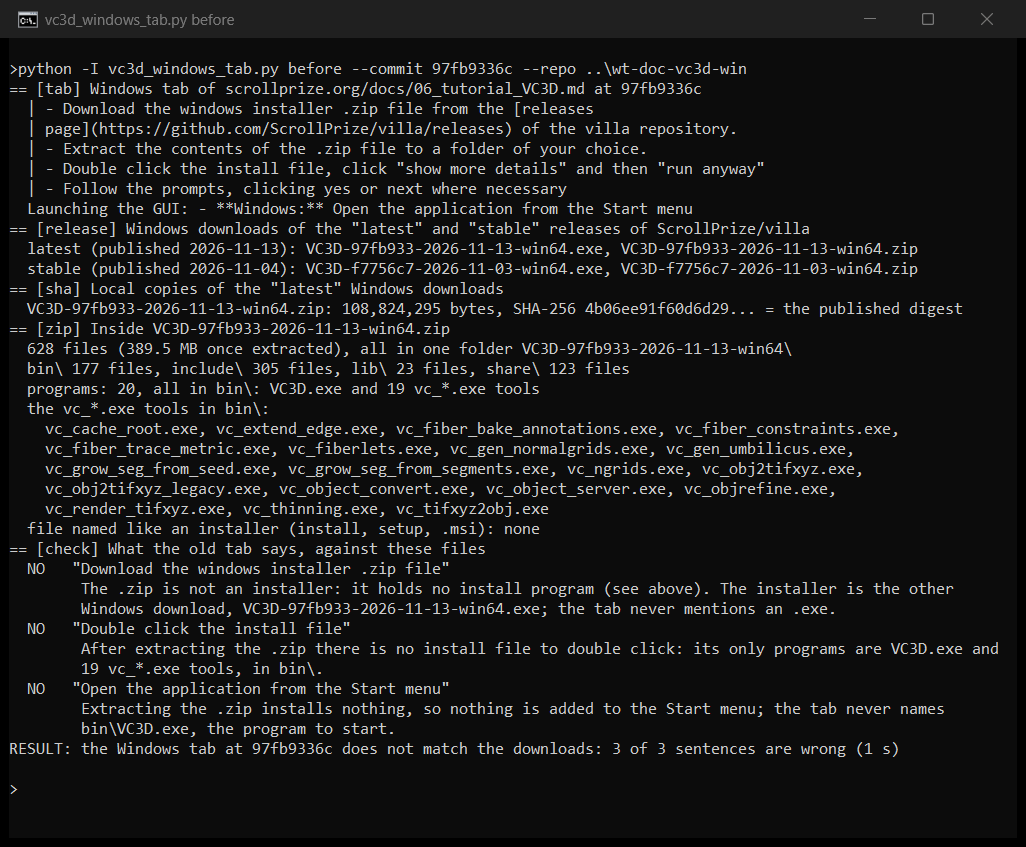 vc3d_windows_tab.py before
>python -I vc3d_windows_tab.py before --commit 97fb9336c --repo ..\wt-doc-vc3d-win
== [tab] Windows tab of scrollprize.org/docs/06_tutorial_VC3D.md at 97fb9336c
| - Download the windows installer .zip file from the [releases
| page](https://github.com/ScrollPrize/villa/releases) of the villa repository.
| - Extract the contents of the .zip file to a folder of your choice.
| - Double click the install file, click "show more details" and then "run anyway"
| - Follow the prompts, clicking yes or next where necessary
Launching the GUI: - **Windows:** Open the application from the Start menu
== [release] Windows downloads of the "latest" and "stable" releases of ScrollPrize/villa
latest (published 2026-11-13): VC3D-97fb933-2026-11-13-win64.exe, VC3D-97fb933-2026-11-13-win64.zip
stable (published 2026-11-04): VC3D-f7756c7-2026-11-03-win64.exe, VC3D-f7756c7-2026-11-03-win64.zip
== [sha] Local copies of the "latest" Windows downloads
VC3D-97fb933-2026-11-13-win64.zip: 108,824,295 bytes, SHA-256 4b06ee91f60d6d29... = the published digest
== [zip] Inside VC3D-97fb933-2026-11-13-win64.zip
628 files (389.5 MB once extracted), all in one folder VC3D-97fb933-2026-11-13-win64\
bin\ 177 files, include\ 305 files, lib\ 23 files, share\ 123 files
programs: 20, all in bin\: VC3D.exe and 19 vc_*.exe tools
the vc_*.exe tools in bin\:
vc_cache_root.exe, vc_extend_edge.exe, vc_fiber_bake_annotations.exe, vc_fiber_constraints.exe,
vc_fiber_trace_metric.exe, vc_fiberlets.exe, vc_gen_normalgrids.exe, vc_gen_umbilicus.exe,
vc_grow_seg_from_seed.exe, vc_grow_seg_from_segments.exe, vc_ngrids.exe, vc_obj2tifxyz.exe,
vc_obj2tifxyz_legacy.exe, vc_object_convert.exe, vc_object_server.exe, vc_objrefine.exe,
vc_render_tifxyz.exe, vc_thinning.exe, vc_tifxyz2obj.exe
file named like an installer (install, setup, .msi): none
== [check] What the old tab says, against these files
NO "Download the windows installer .zip file"
The .zip is not an installer: it holds no install program (see above). The installer is the other
Windows download, VC3D-97fb933-2026-11-13-win64.exe; the tab never mentions an .exe.
NO "Double click the install file"
After extracting the .zip there is no install file to double click: its only programs are VC3D.exe and
19 vc_*.exe tools, in bin\.
NO "Open the application from the Start menu"
Extracting the .zip installs nothing, so nothing is added to the Start menu; the tab never names
bin\VC3D.exe, the program to start.
RESULT: the Windows tab at 97fb9336c does not match the downloads: 3 of 3 sentences are wrong (1 s)
>